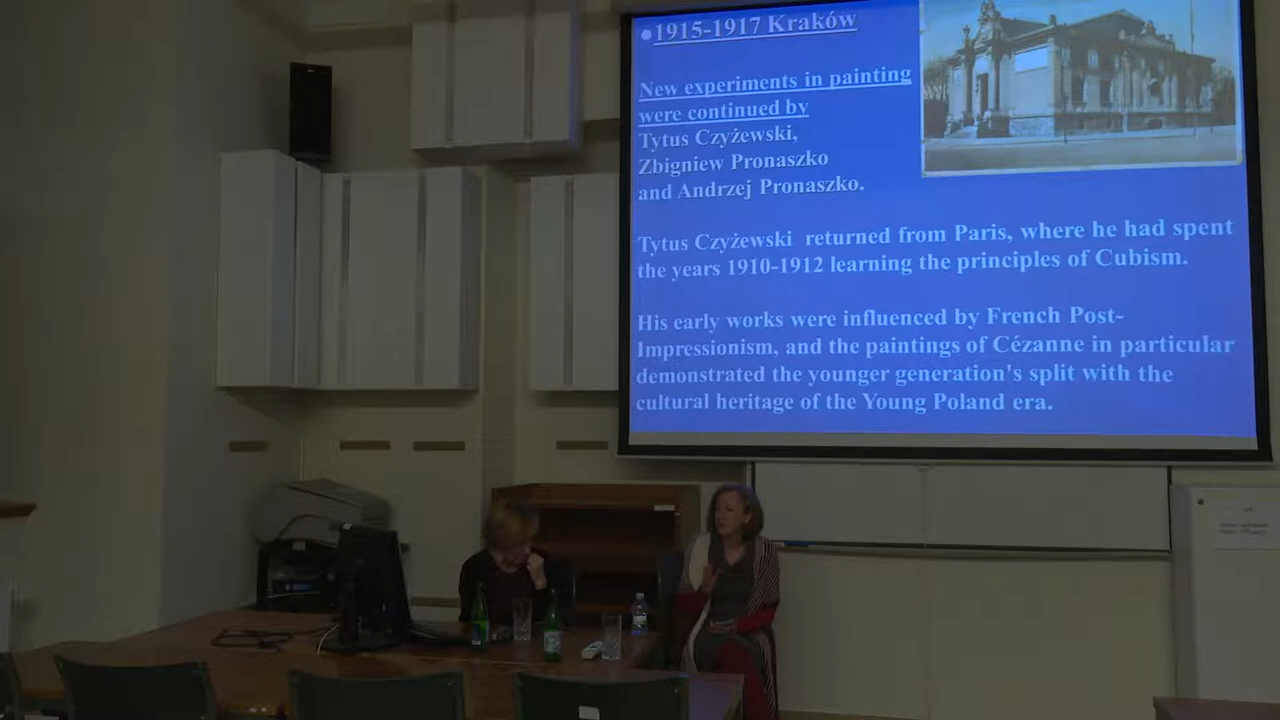 ●1915-1917 Kraków
New experiments in painting
were continued by
Tytus Czyżewski,
Zbigniew Pronaszko
and Andrzej Pronaszko.
Tytus Czyżewski returned from Paris, where he had spent
the years 1910-1912 learning the principles of Cubism.
His early works were influenced by French Post-
Impressionism, and the paintings of Cézanne in particular
demonstrated the younger generation's split with the
cultural heritage of the Young Poland era.